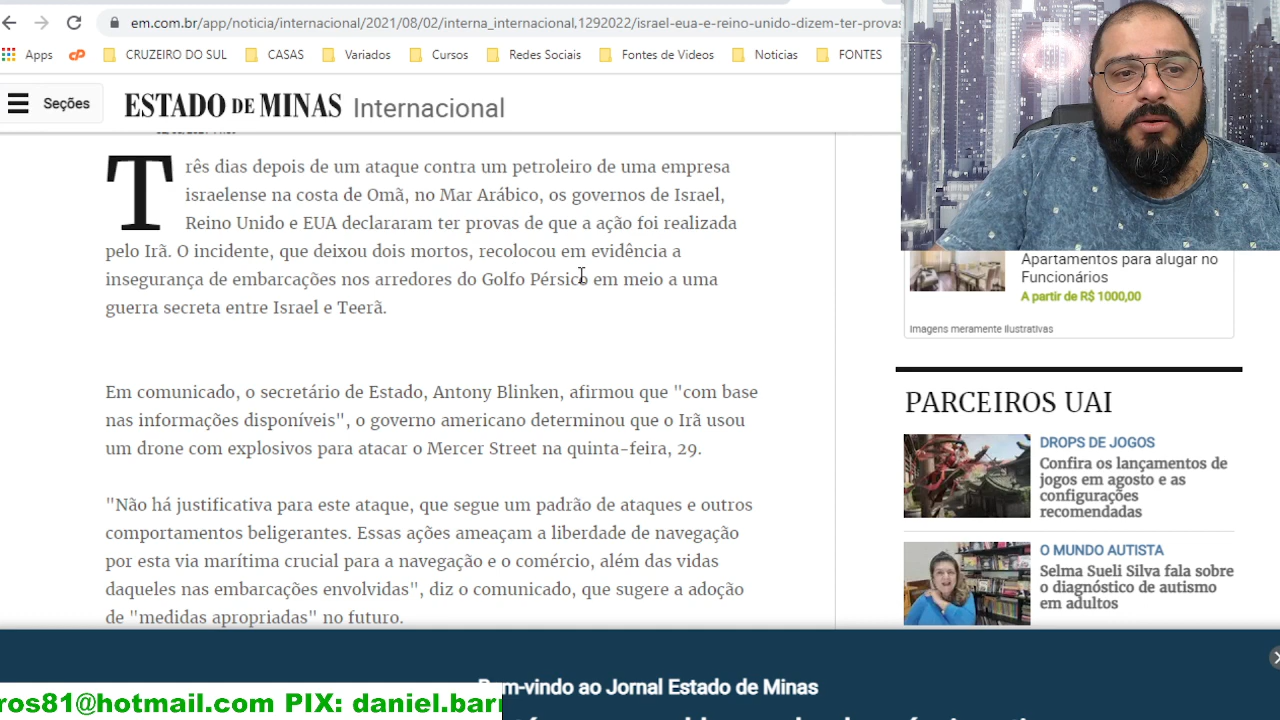 em.com.br/app/noticia/internacional/2021/08/02/interna_internacional,1292022/israel-eua-e-reino-unido-dizem-ter-provas
Apps
CRUZEIRO DO SUL
CASAS
Variados
Cursos
Redes Sociais
Fontes de Videos
Noticias
FONTES
Seções
ESTADO DE MINAS Internacional
Três dias depois de um ataque contra um petroleiro de uma empresa
israelense na costa de Omã, no Mar Arábico, os governos de Israel,
Reino Unido e EUA declararam ter provas de que a ação foi realizada
pelo Irã. O incidente, que deixou dois mortos, recolocou em evidência a
insegurança de embarcações nos arredores do Golfo Pérsico em meio a uma
guerra secreta entre Israel e Teerã.
Em comunicado, o secretário de Estado, Antony Blinken, afirmou que "com base
nas informações disponíveis", o governo americano determinou que o Irã usou
um drone com explosivos para atacar o Mercer Street na quinta-feira, 29.
"Não há justificativa para este ataque, que segue um padrão de ataques e outros
comportamentos beligerantes. Essas ações ameaçam a liberdade de navegação
por esta via marítima crucial para a navegação e o comércio, além das vidas
daqueles nas embarcações envolvidas", diz o comunicado, que sugere a adoção
de "medidas apropriadas" no futuro.
Apartamentos para alugar no
Funcionários
A partir de R$ 1000,00
Imagens meramente ilustrativas
PARCEIROS UAI
DROPS DE JOGOS
Confira os lançamentos de
jogos em agosto e as
configurações
recomendadas
O MUNDO AUTISTA
Selma Sueli Silva fala sobre
o diagnóstico de autismo
em adultos
Bem-vindo ao Jornal Estado de Minas
ros81@hotmail.com PIX: daniel.bar